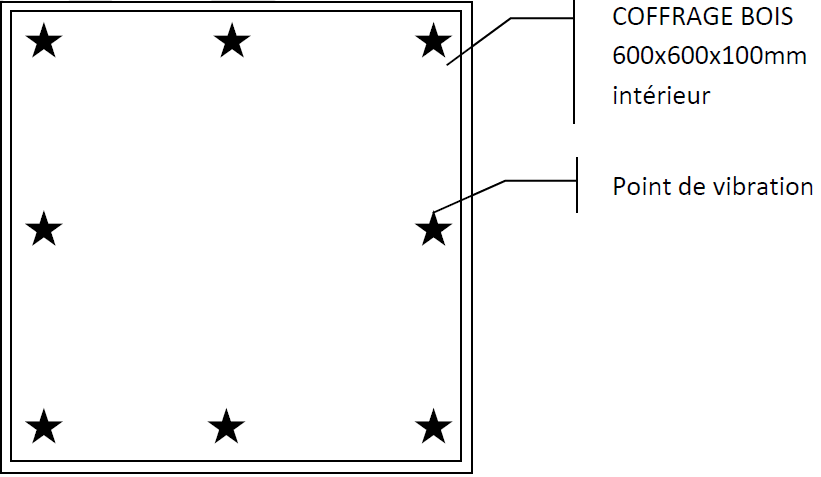 COFFRAGE BOIS
600x600x100mm
intérieur
Point de vibration